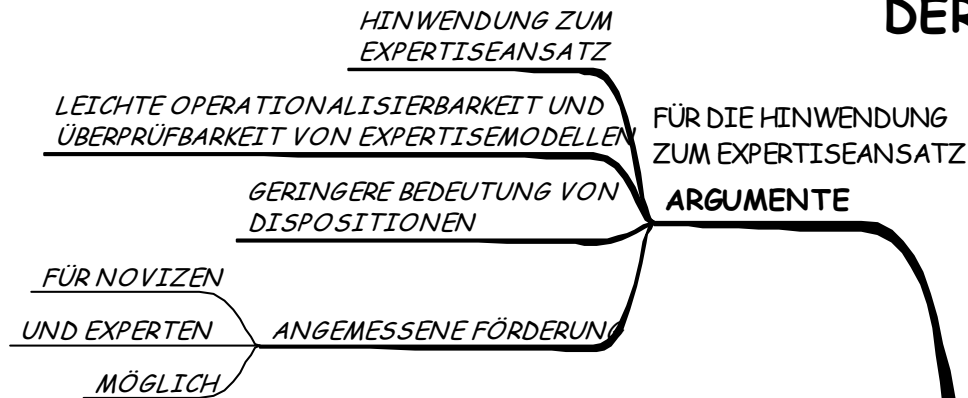 DER
HINWENDUNG ZUM
EXPERTISEANSATZ
LEICHTE OPERATIONALISIERBARKEIT UND
ÜBERPRÜFBARKEIT VON EXPERTISEMODELLEN
FÜR DIE HINWENDUNG
ZUM EXPERTISEANSATZ
ARGUMENTE
GERINGERE BEDEUTUNG VON
DISPOSITIONEN
FÜR NOVIZEN
UND EXPERTEN
MÖGLICH
ANGEMESSENE FÖRDERUNG